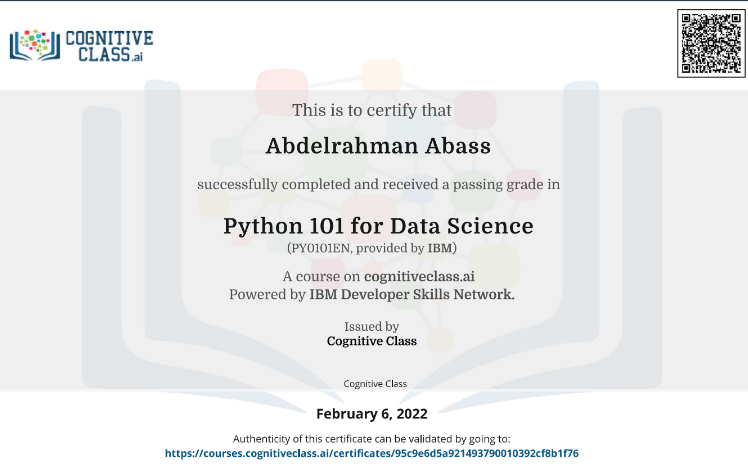 COGNITIVE
CLASS.ai
This is to certify that
Abdelrahman Abass
successfully completed and received a passing grade in
Python 101 for Data Science
(PY0101EN, provided by IBM)
A course on cognitiveclass.ai
Powered by IBM Developer Skills Network.
Issued by
Cognitive Class
Cognitive Class
February 6, 2022
Authenticity of this certificate can be validated by going to:
https://courses.cognitiveclass.ai/certificates/95c9e6d5a921493790010392cf8b1f76